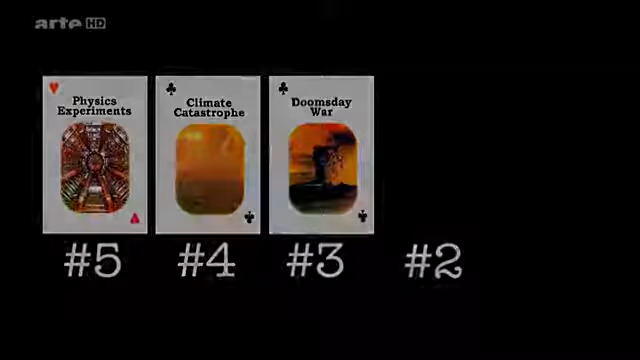 arte HD
Physics
Experiments
Climate
Catastrophe
Doomsday
War
#5
#4
#3
#2